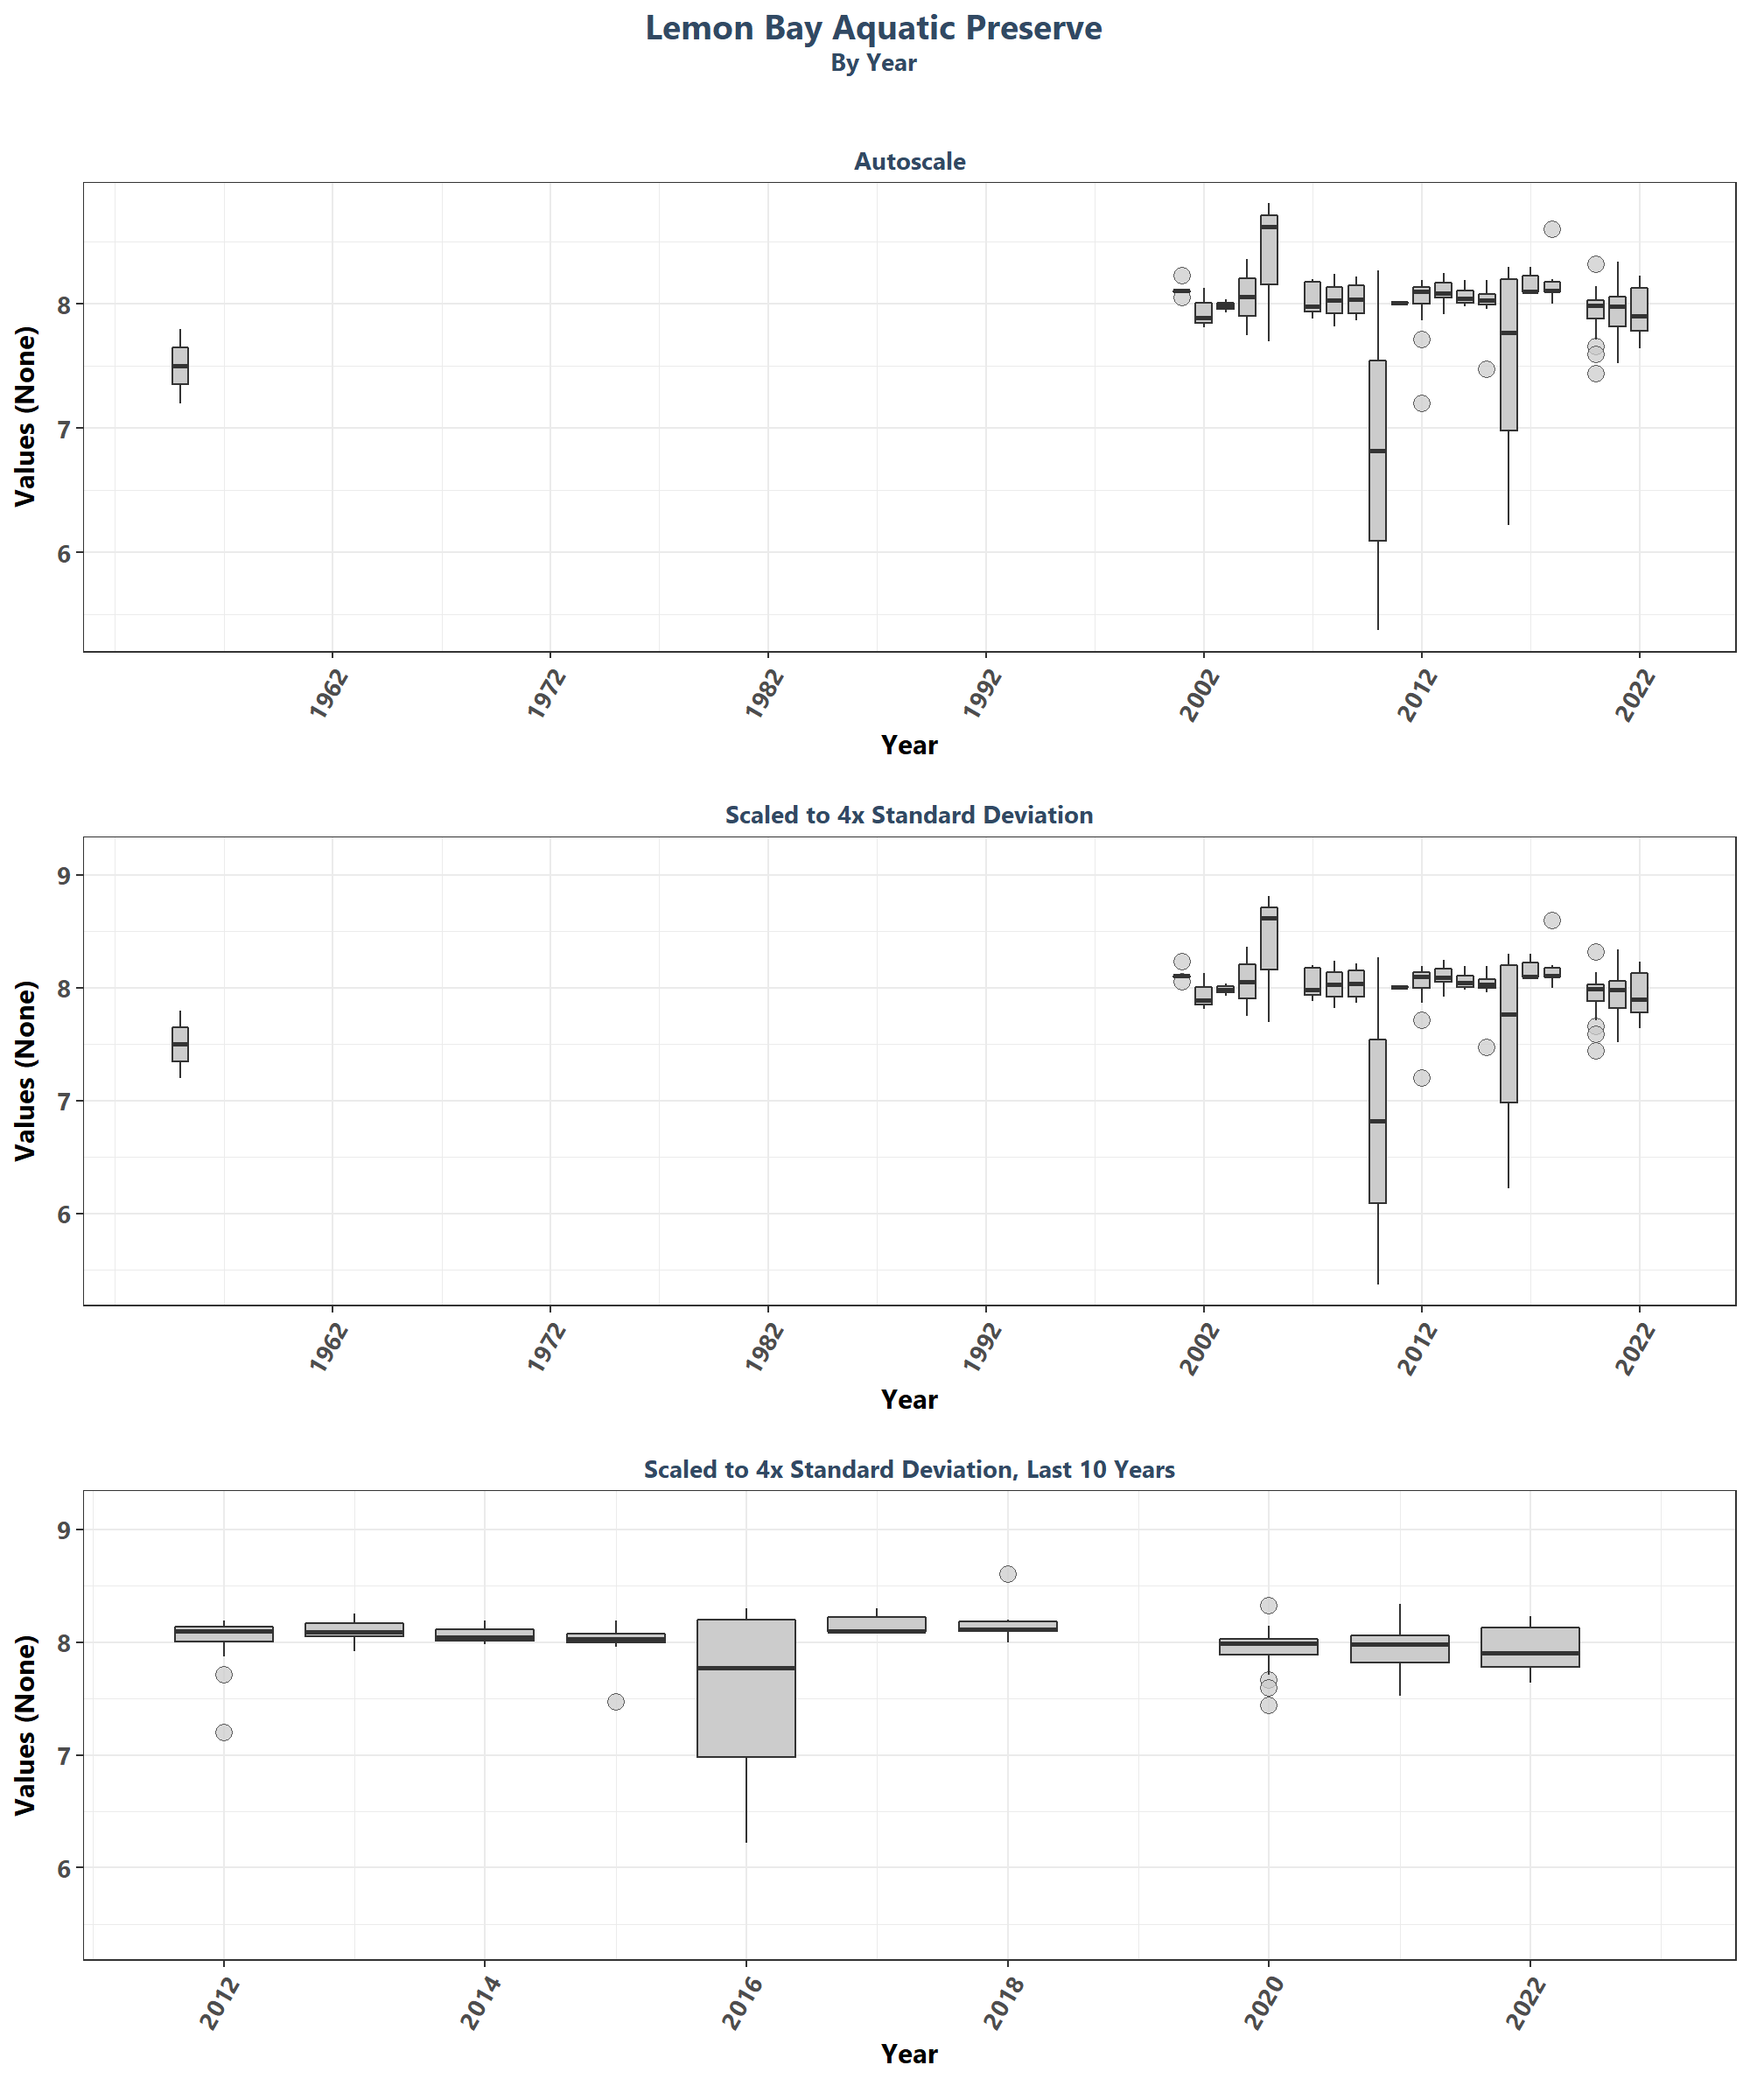 Lemon Bay Aquatic Preserve
By Year
Autoscale
Values (None)
8
7
6
1962 1972 1982 1992 2002 2012 2022
Year
Scaled to 4x Standard Deviation
Values (None)
9
8
7
6
1962 1972 1982 1992 2002 2012 2022
Year
Scaled to 4x Standard Deviation, Last 10 Years
Values (None)
9
8
7
6
2012 2014 2016 2018 2020 2022
Year